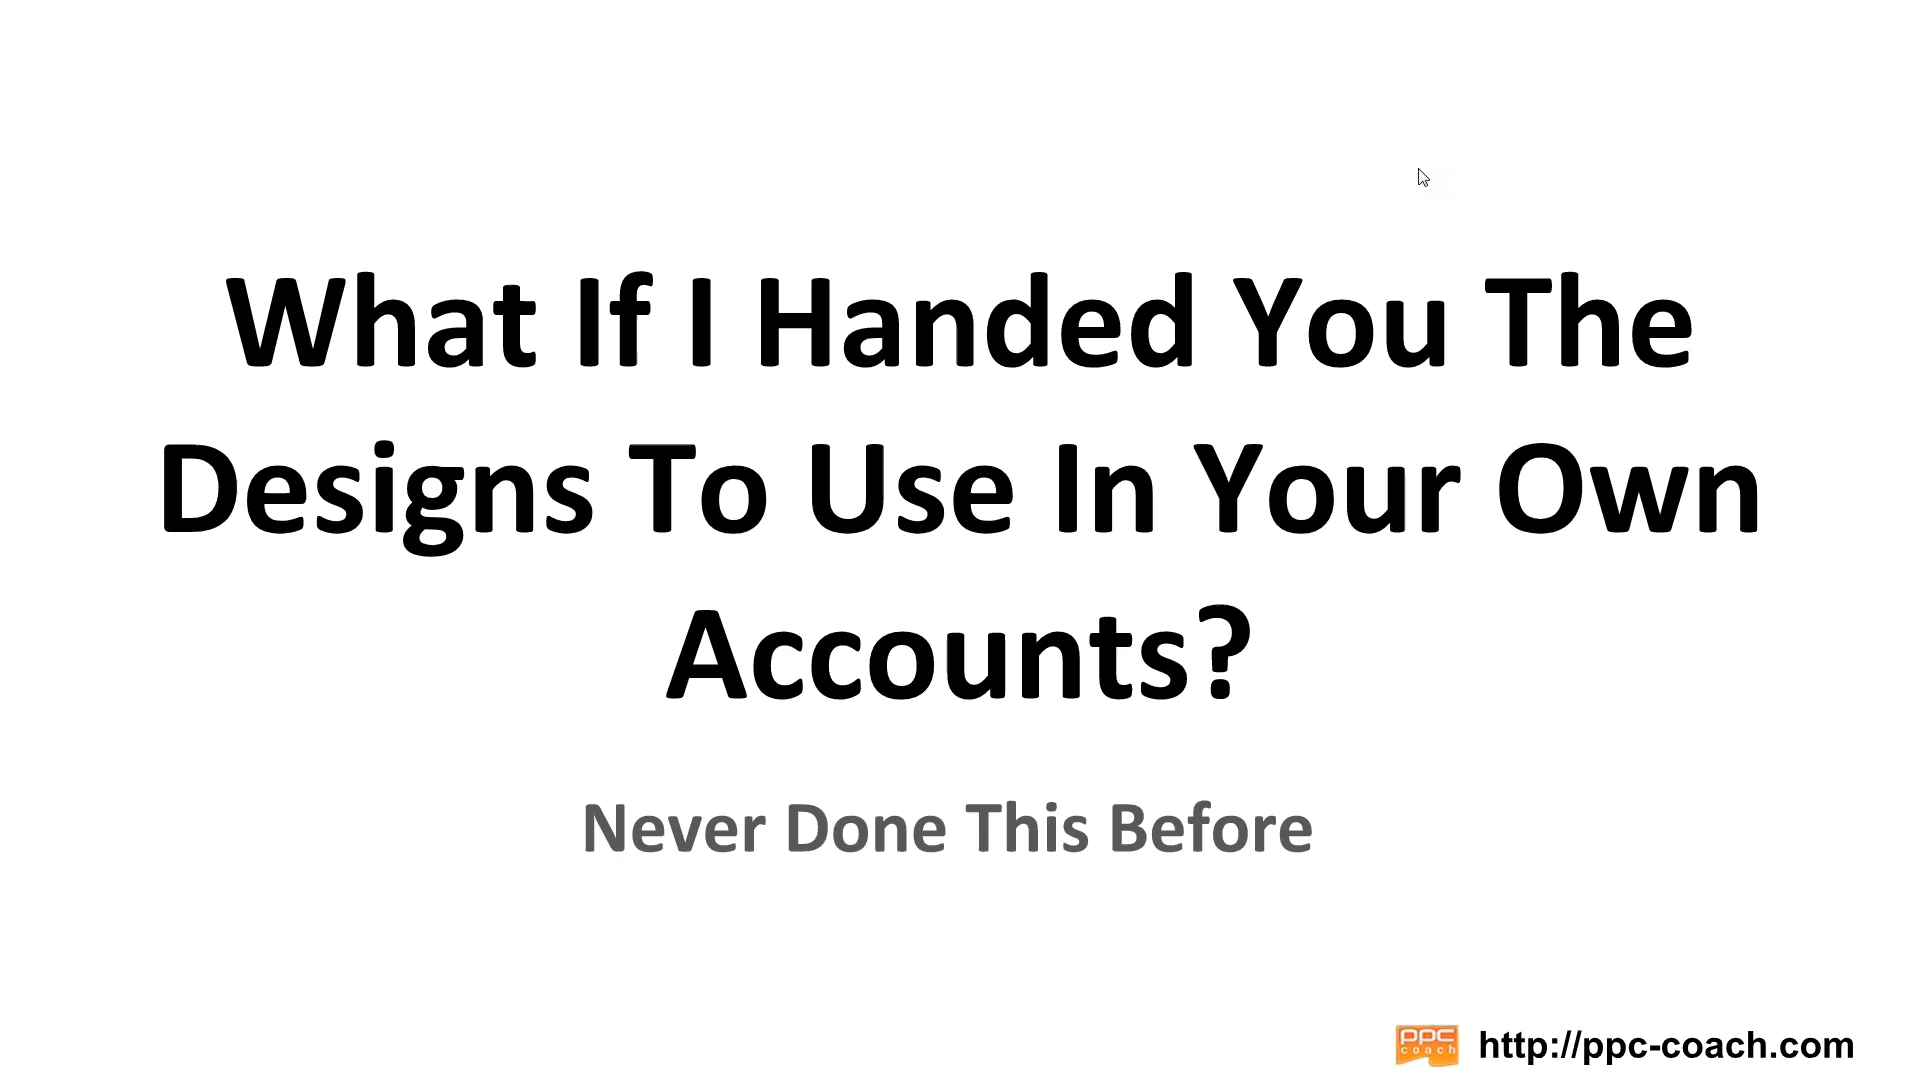 What If I Handed You The
Designs To Use In Your Own
Accounts?
Never Done This Before
ppc
coach
http://ppc-coach.com